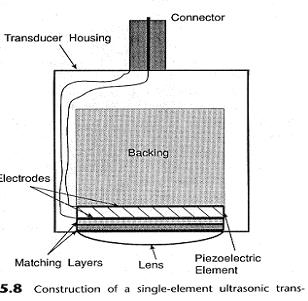 Connector
Transducer Housing
Backing
Electrodes
Matching Layers
Lens
Piezoelectric
Element
5.8 Construction of a single-element ultrasonic trans-